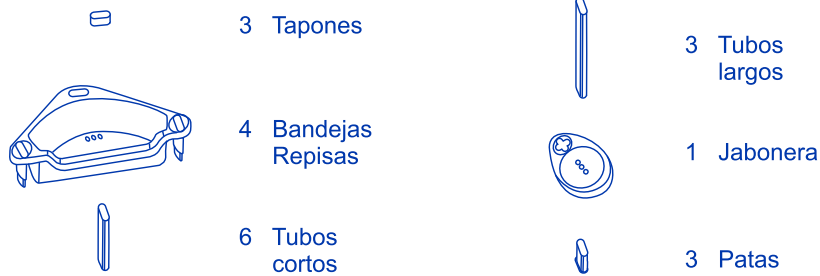 3 Tapones
4 Bandejas
Repisas
6 Tubos
cortos
3 Tubos
largos
1 Jabonera
3 Patas